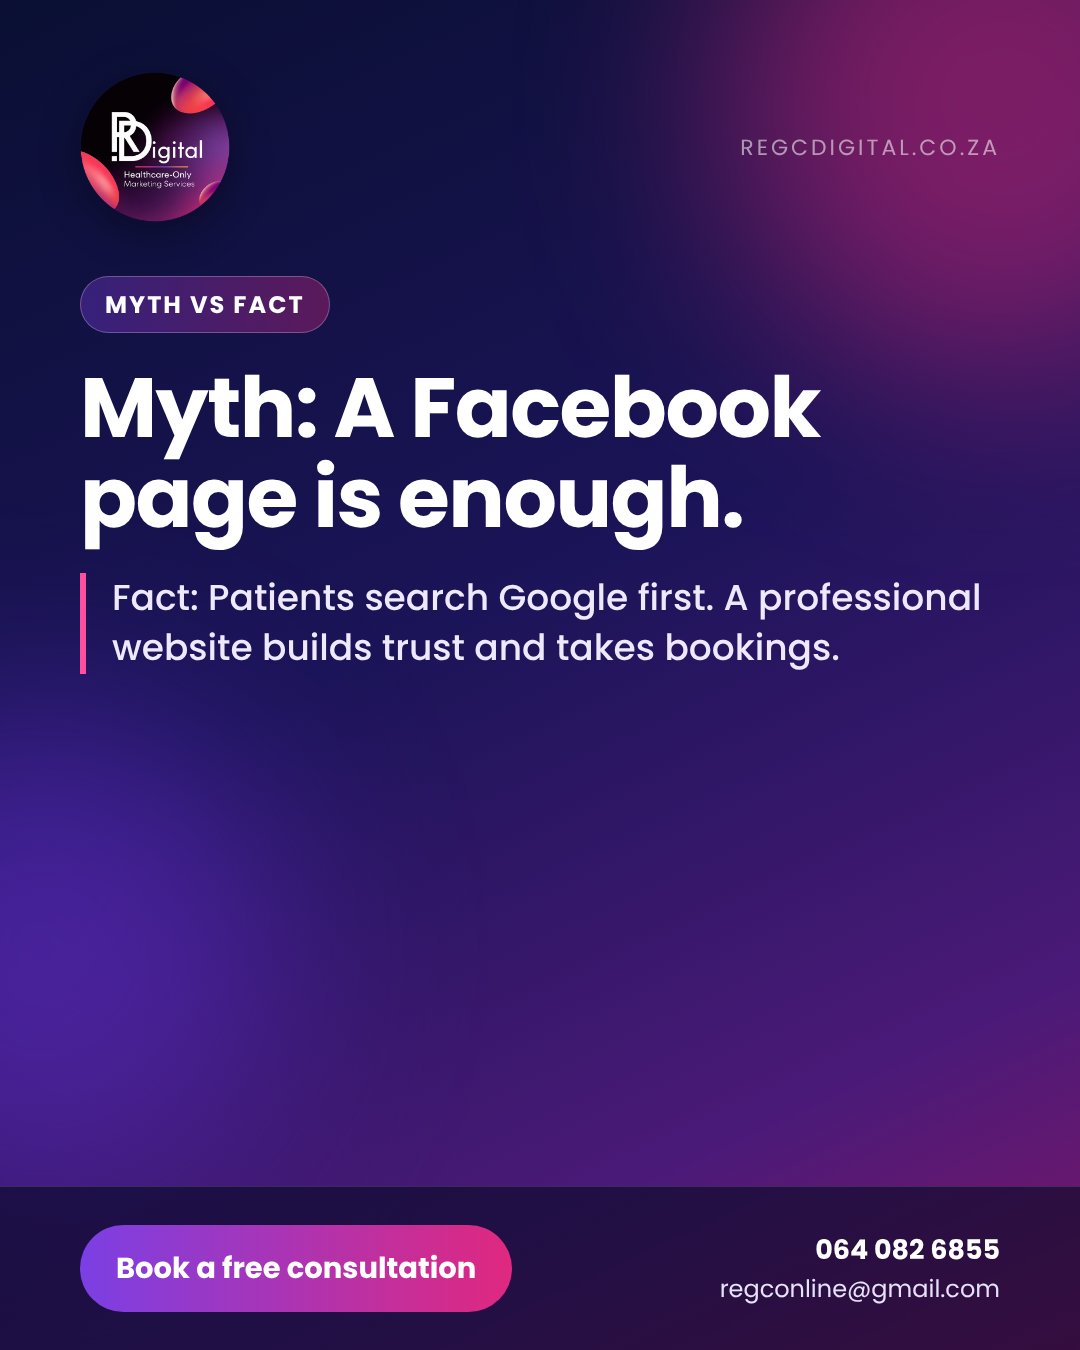 RDigital
Healthcare-Only
Marketing Services
REGCDIGITAL.CO.ZA
MYTH VS FACT
Myth: A Facebook
page is enough.
Fact: Patients search Google first. A professional
website builds trust and takes bookings.
Book a free consultation
064 082 6855
regconline@gmail.com